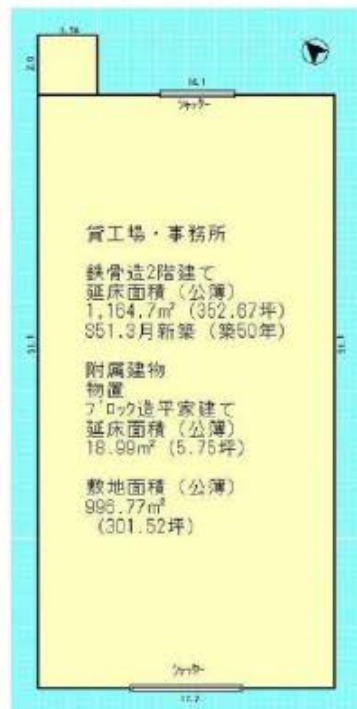 2.0
14.1
シャッター
貸工場・事務所
鉄骨造2階建て
延床面積（公簿）
1,164.7㎡（352.67坪）
S51.3月新築（築50年）
附属建物
物置
ブロック造平家建て
延床面積（公簿）
18.99㎡（5.75坪）
敷地面積（公簿）
996.77㎡
（301.52坪）
シャッター